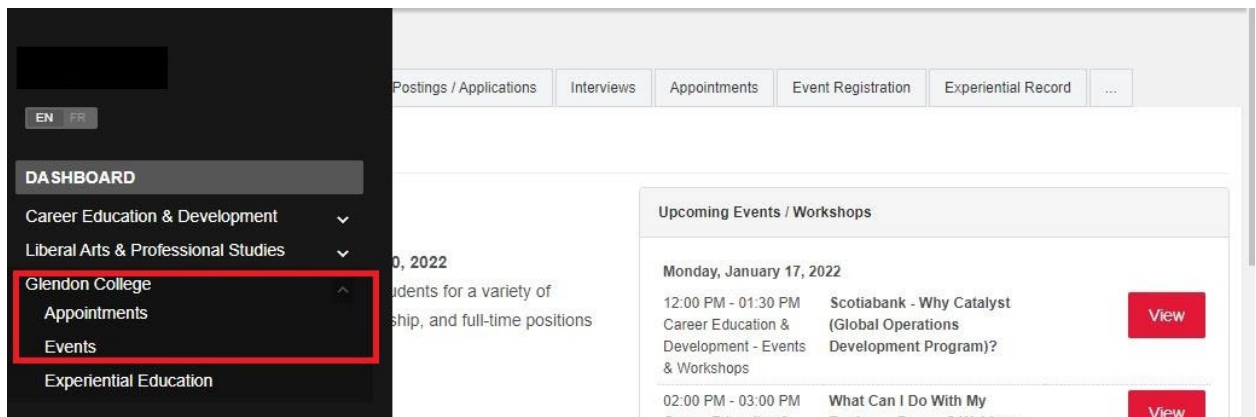 Postings / Applications
Interviews
Appointments
Event Registration
Experiential Record
...
EN FR
DASHBOARD
Career Education & Development
Liberal Arts & Professional Studies
Glendon College
Appointments
Events
Experiential Education
0, 2022
udents for a variety of
ship, and full-time positions
Upcoming Events / Workshops
Monday, January 17, 2022
12:00 PM - 01:30 PM
Career Education &
Development - Events
& Workshops
Scotiabank - Why Catalyst
(Global Operations
Development Program)?
View
02:00 PM - 03:00 PM
What Can I Do With My
View